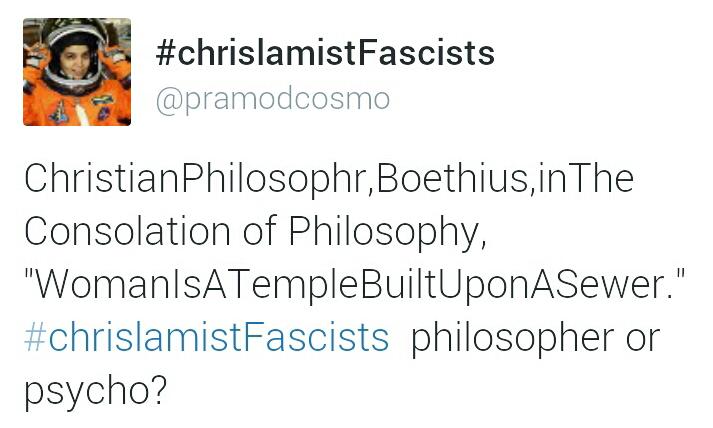 #chrislamistFascists
@pramodcosmo
ChristianPhilosophr,Boethius,inThe
Consolation of Philosophy,
"WomanIsATempleBuiltUponASewer."
#chrislamistFascists philosopher or
psycho?